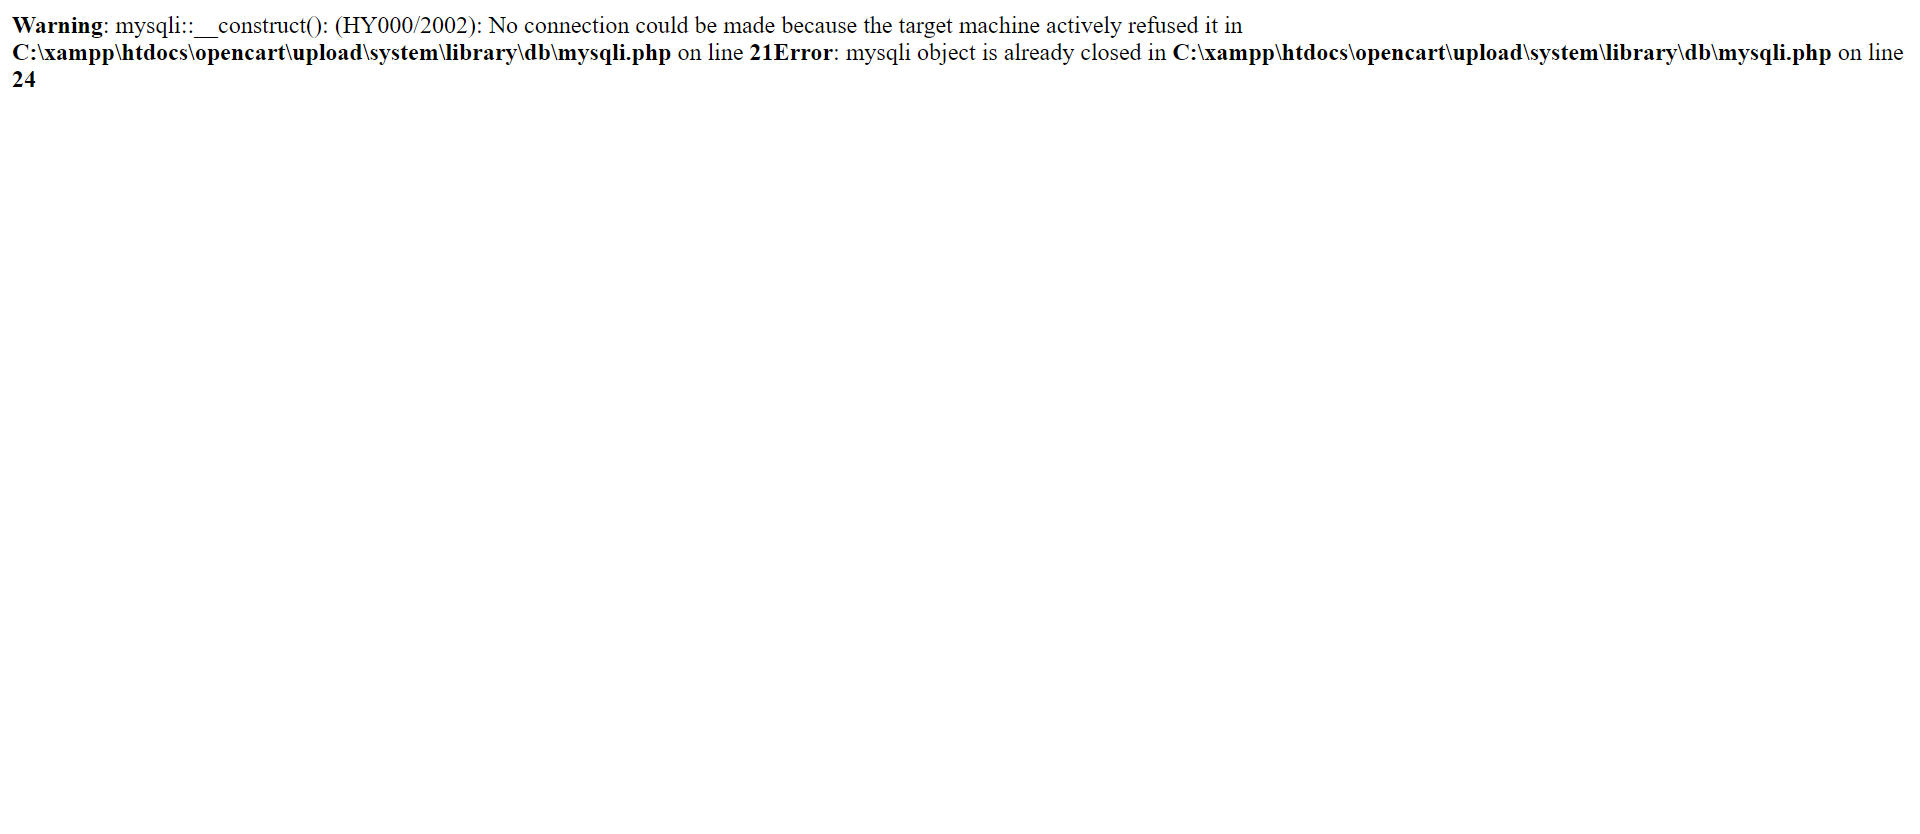 Warning: mysqli::__construct(): (HY000/2002): No connection could be made because the target machine actively refused it in
C:\xampp\htdocs\opencart\upload\system\library\db\mysqli.php on line 21Error: mysqli object is already closed in C:\xampp\htdocs\opencart\upload\system\library\db\mysqli.php on line
24